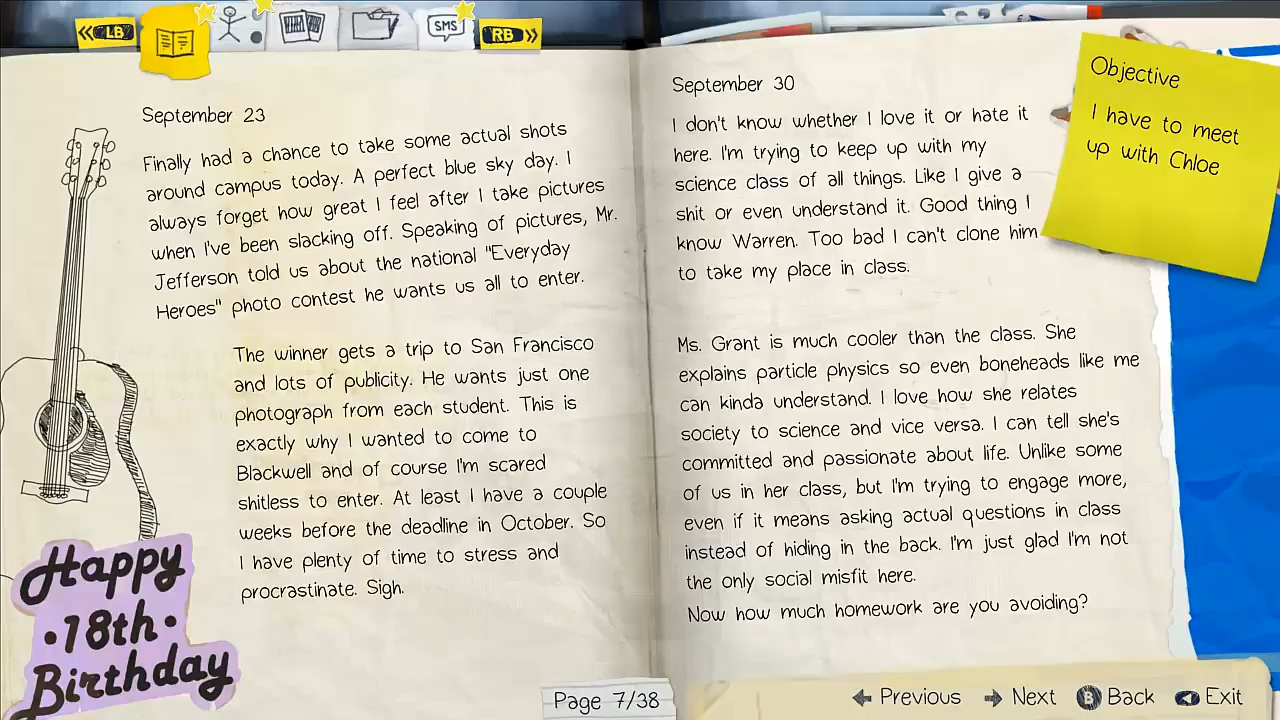 LB
SMS
RB
September 23
Finally had a chance to take some actual shots
around campus today. A perfect blue sky day. I
always forget how great I feel after I take pictures
when I've been slacking off. Speaking of pictures, Mr.
Jefferson told us about the national "Everyday
Heroes" photo contest he wants us all to enter.
The winner gets a trip to San Francisco
and lots of publicity. He wants just one
photograph from each student. This is
exactly why I wanted to come to
Blackwell and of course I'm scared
shitless to enter. At least I have a couple
weeks before the deadline in October. So
I have plenty of time to stress and
procrastinate. Sigh.
Happy
•18th•
Birthday
September 30
I don't know whether I love it or hate it
here. I'm trying to keep up with my
science class of all things. Like I give a
shit or even understand it. Good thing I
know Warren. Too bad I can't clone him
to take my place in class.
Ms. Grant is much cooler than the class. She
explains particle physics so even boneheads like me
can kinda understand. I love how she relates
society to science and vice versa. I can tell she's
committed and passionate about life. Unlike some
of us in her class, but I'm trying to engage more,
even if it means asking actual questions in class
instead of hiding in the back. I'm just glad I'm not
the only social misfit here.
Now how much homework are you avoiding?
Objective
I have to meet
up with Chloe
Page 7/38
Previous
Next
B Back
Exit